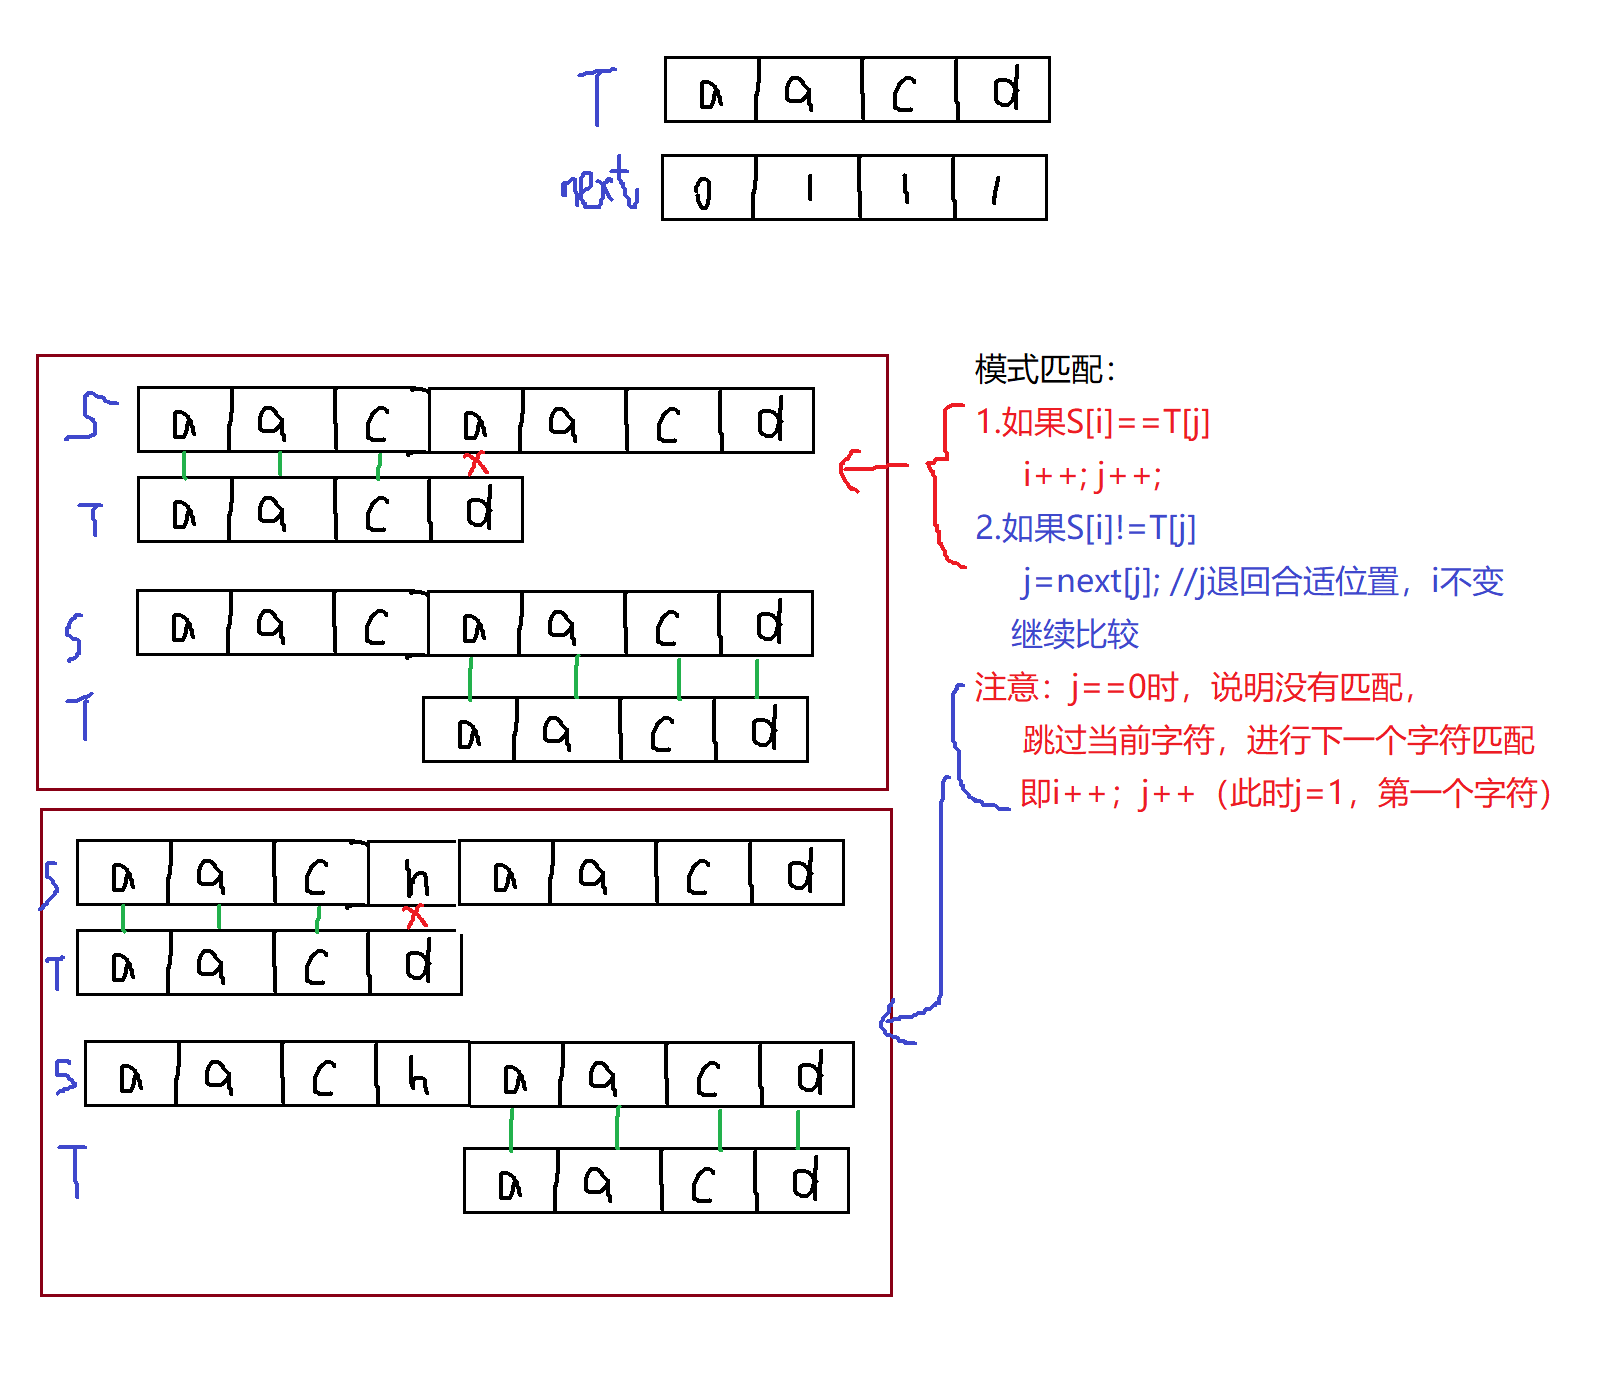 T a a c d
next 0 1 1 1
S a a c a a c d
T a a c d
S a a c a a c d
T a a c d
S a a c h a a c d
T a a c d
S a a c h a a c d
T a a c d
模式匹配：
1.如果S[i]==T[j]
i++; j++;
2.如果S[i]!=T[j]
j=next[j]; //j退回合适位置，i不变
继续比较
注意：j==0时，说明没有匹配，
跳过当前字符，进行下一个字符匹配
即i++；j++（此时j=1，第一个字符）